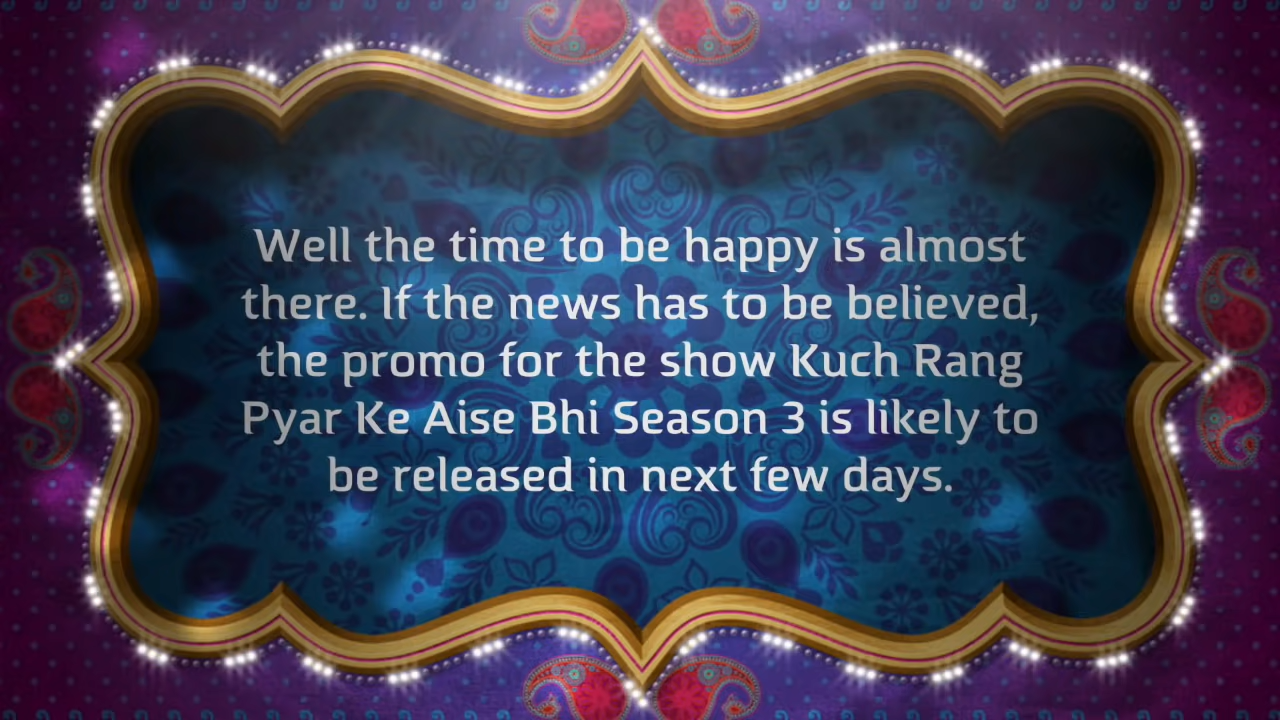 Well the time to be happy is almost
there. If the news has to be believed,
the promo for the show Kuch Rang
Pyar Ke Aise Bhi Season 3 is likely to
be released in next few days.